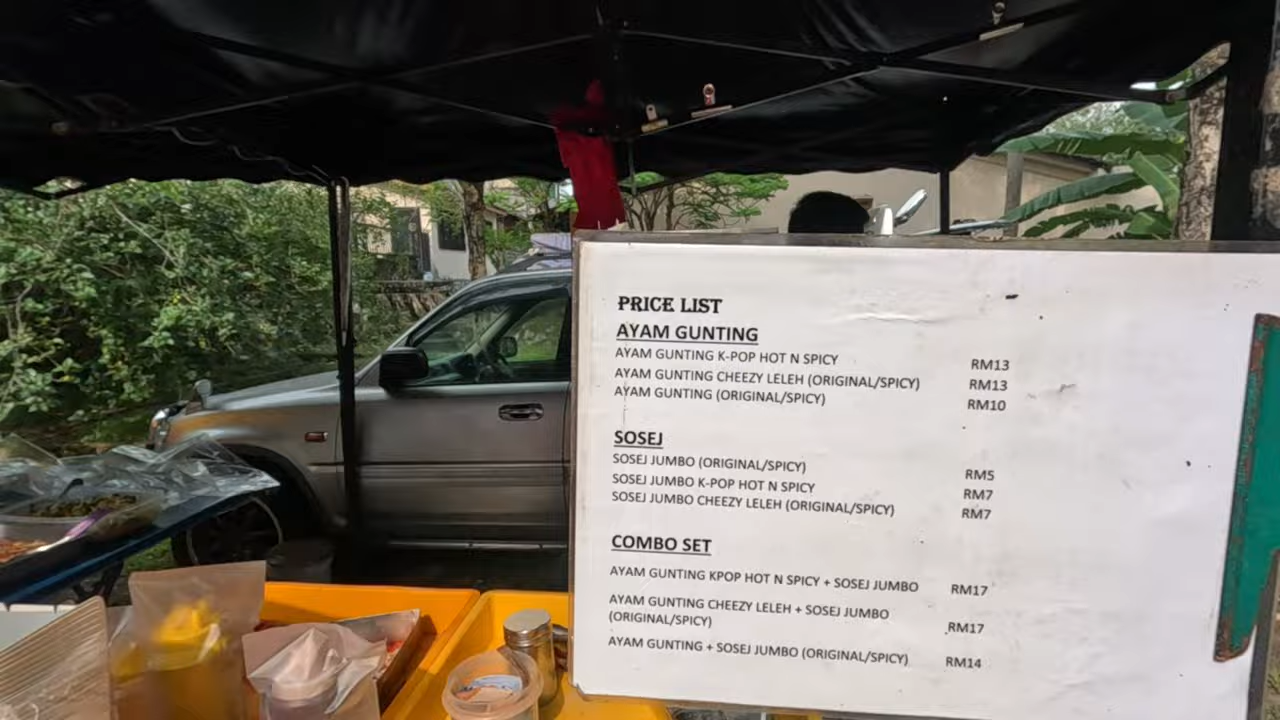 PRICE LIST
AYAM GUNTING
AYAM GUNTING K-POP HOT N SPICY RM13
AYAM GUNTING CHEEZY LELEH (ORIGINAL/SPICY) RM13
AYAM GUNTING (ORIGINAL/SPICY) RM10
SOSEJ
SOSEJ JUMBO (ORIGINAL/SPICY) RM5
SOSEJ JUMBO K-POP HOT N SPICY RM7
SOSEJ JUMBO CHEEZY LELEH (ORIGINAL/SPICY) RM7
COMBO SET
AYAM GUNTING KPOP HOT N SPICY + SOSEJ JUMBO RM17
AYAM GUNTING CHEEZY LELEH + SOSEJ JUMBO
(ORIGINAL/SPICY) RM17
AYAM GUNTING + SOSEJ JUMBO (ORIGINAL/SPICY) RM14